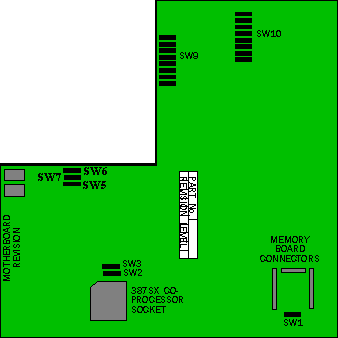 SW10
SW9
SW6
SW7
SW5
PART No.
REVISION LEVEL:
MOTHERBOARD
REVISION
MEMORY
BOARD
CONNECTORS
SW3
SW2
387SX CO-
PROCESSOR
SOCKET
SW1